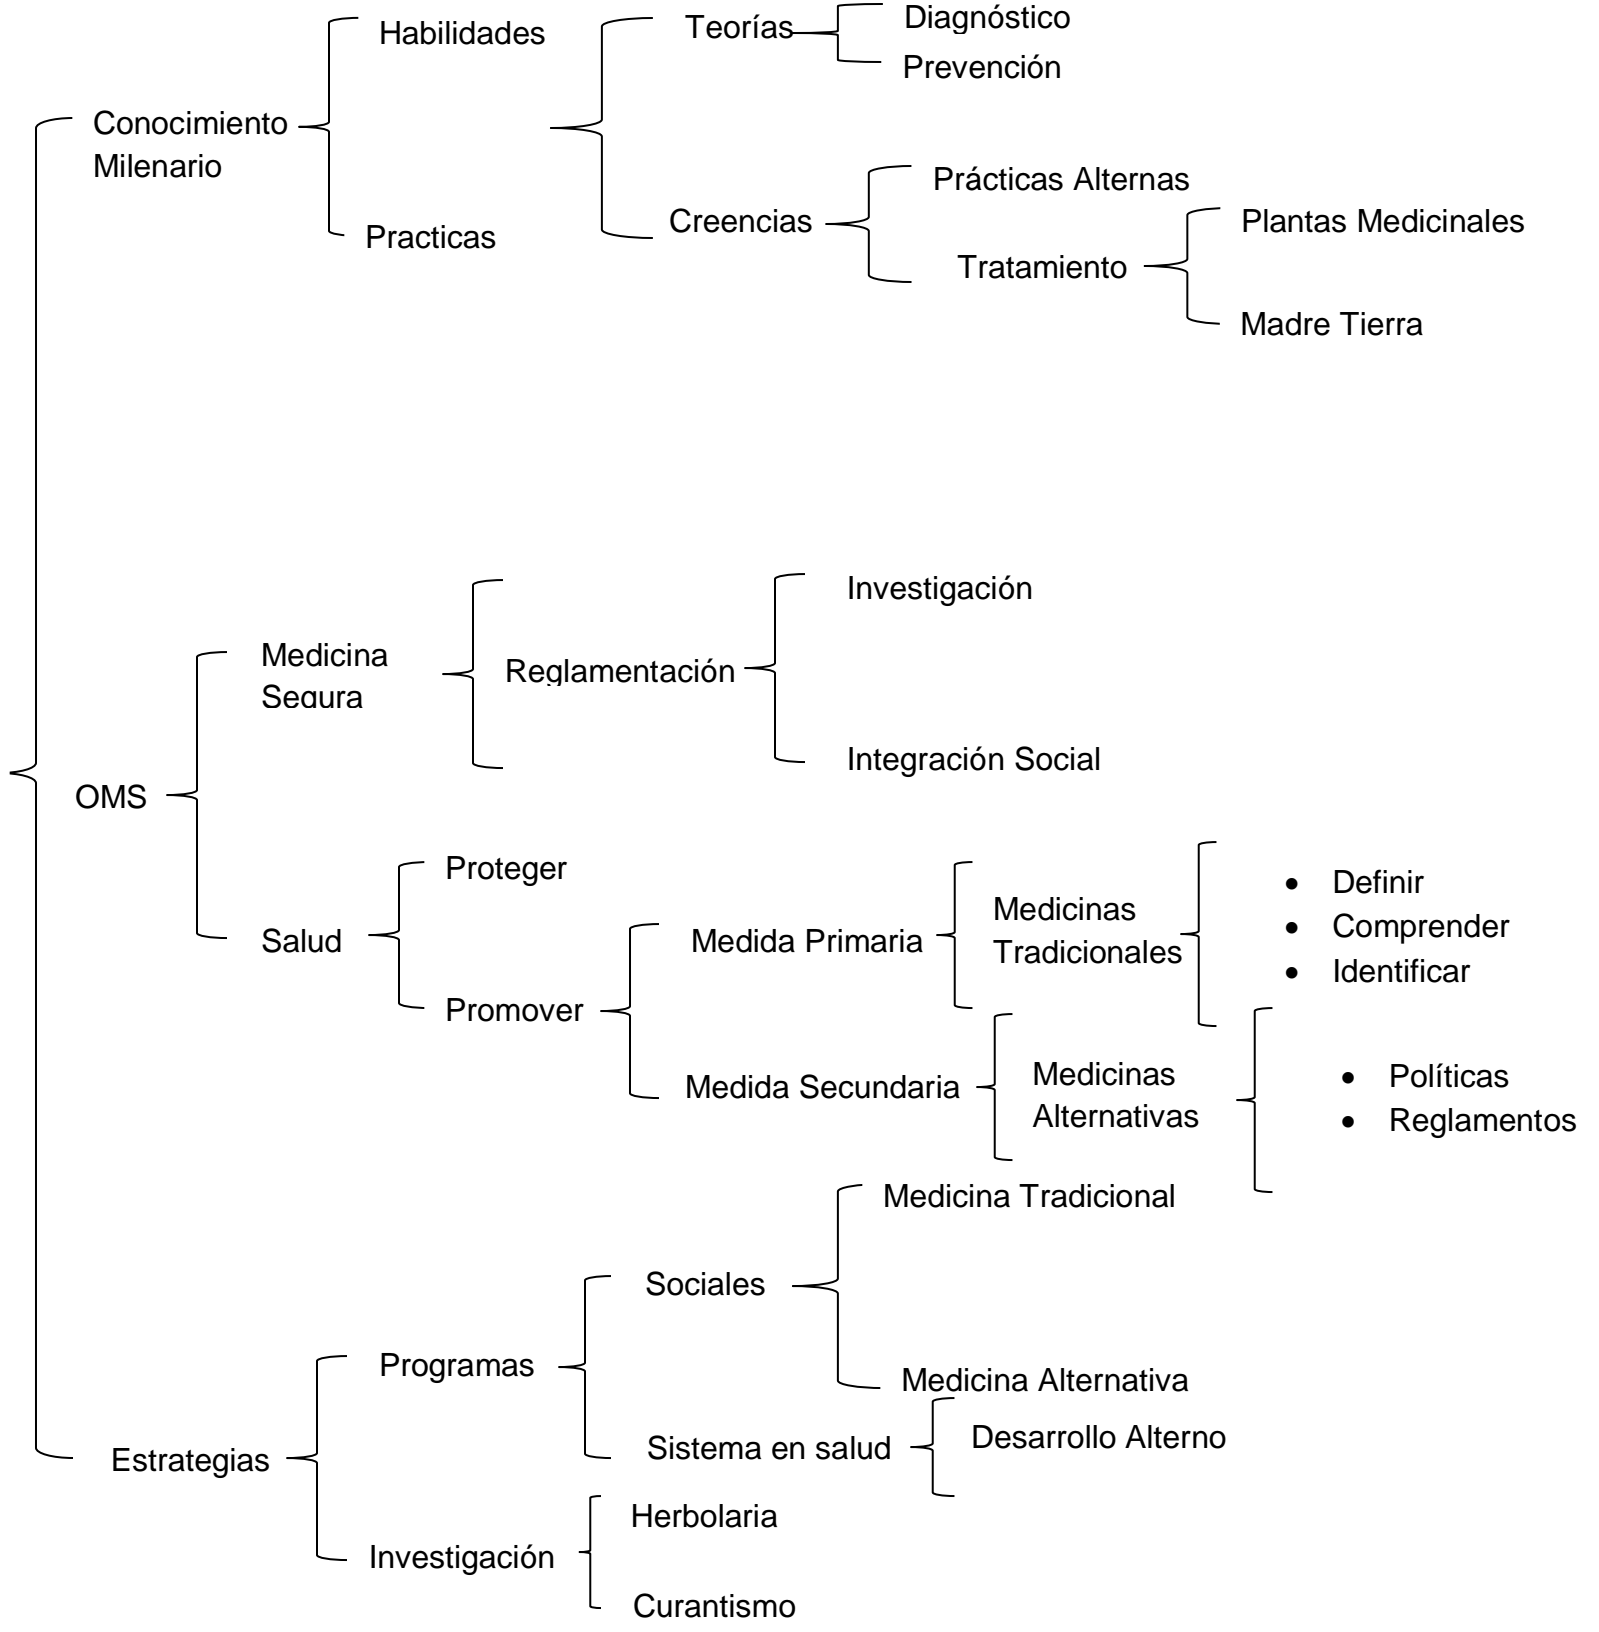 Habilidades
Teorías
Diagnóstico
Prevención
Conocimiento
Milenario
Practicas
Creencias
Prácticas Alternas
Tratamiento
Plantas Medicinales
Madre Tierra
OMS
Medicina
Segura
Reglamentación
Investigación
Integración Social
Salud
Proteger
Promover
Medida Primaria
Medicinas
Tradicionales
• Definir
• Comprender
• Identificar
Medida Secundaria
Medicinas
Alternativas
• Políticas
• Reglamentos
Estrategias
Programas
Sociales
Medicina Tradicional
Medicina Alternativa
Sistema en salud
Desarrollo Alterno
Investigación
Herbolaria
Curantismo